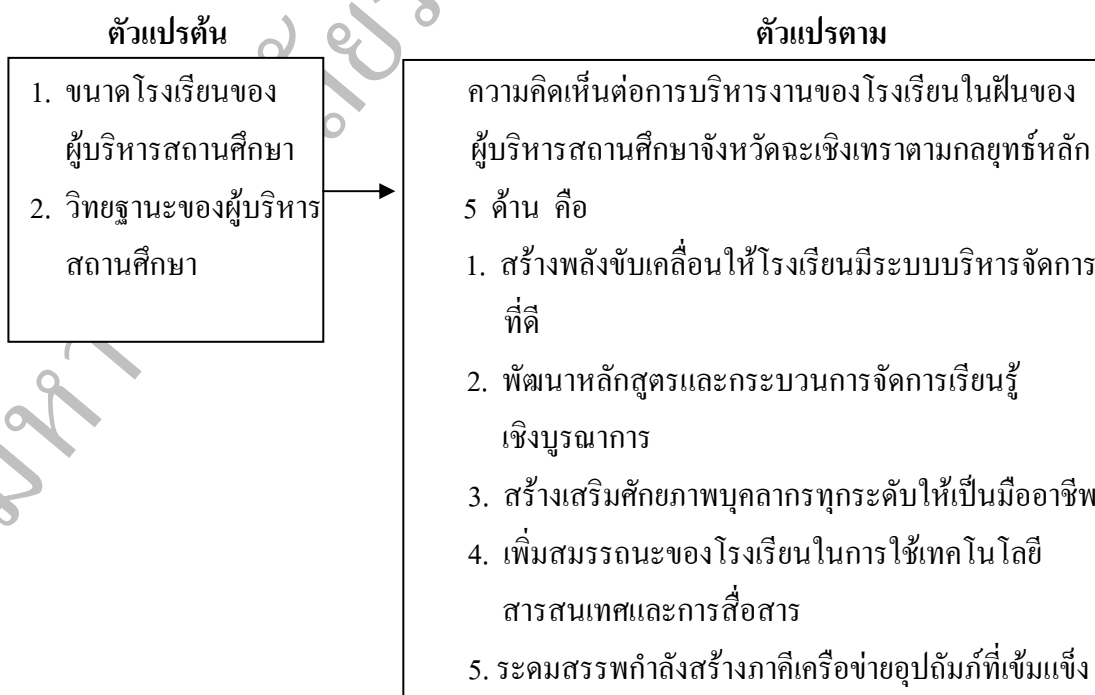 ตัวแปรต้น
1. ขนาดโรงเรียนของ
ผู้บริหารสถานศึกษา
2. วิทยฐานะของผู้บริหาร
สถานศึกษา
ตัวแปรตาม
ความคิดเห็นต่อการบริหารงานของโรงเรียนในฝันของ
ผู้บริหารสถานศึกษาจังหวัดฉะเชิงเทราตามกลยุทธ์หลัก
5 ด้าน คือ
1. สร้างพลังขับเคลื่อนให้โรงเรียนมีระบบบริหารจัดการ
ที่ดี
2. พัฒนาหลักสูตรและกระบวนการจัดการเรียนรู้
เชิงบูรณาการ
3. สร้างเสริมศักยภาพบุคลากรทุกระดับให้เป็นมืออาชีพ
4. เพิ่มสมรรถนะของโรงเรียนในการใช้เทคโนโลยี
สารสนเทศและการสื่อสาร
5. ระดมสรรพกำลังสร้างภาคีเครือข่ายอุปถัมภ์ที่เข้มแข็ง